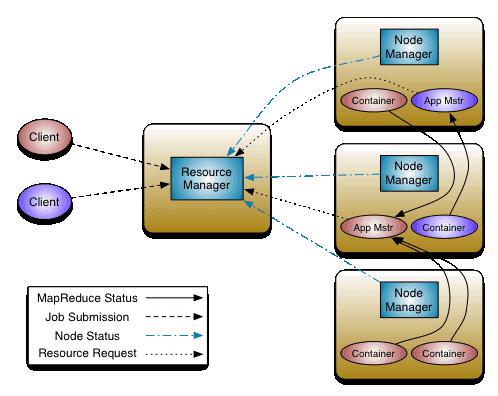 Node
Manager
Container
App Mstr
Client
Resource
Manager
Client
Node
Manager
App Mstr
Container
Node
Manager
Container
Container
MapReduce Status
Job Submission
Node Status
Resource Request